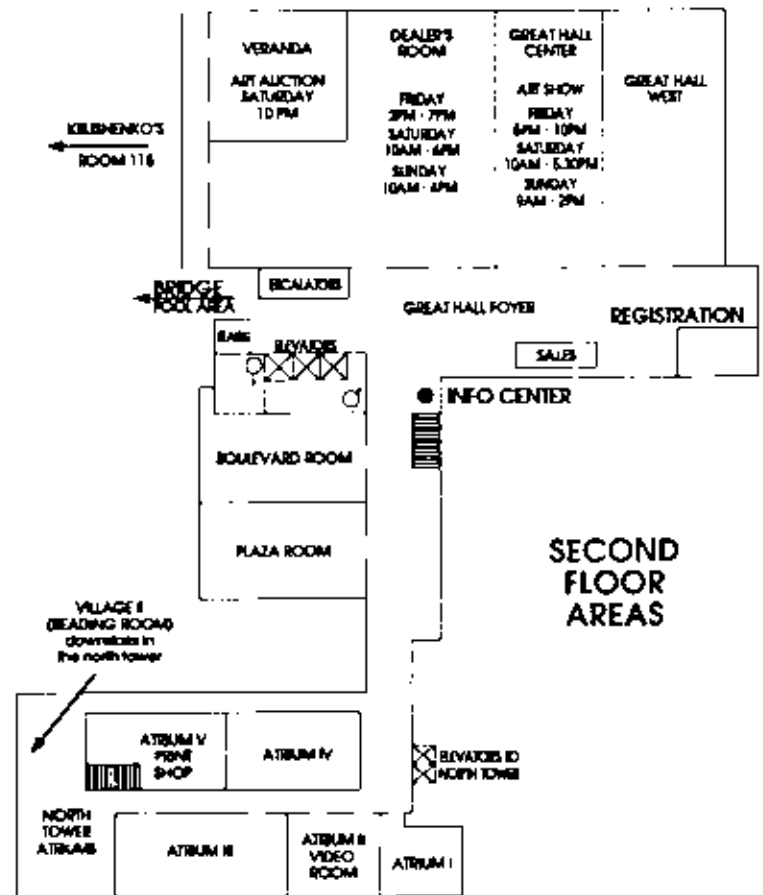 VERANDA
ART AUCTION
SATURDAY
10 PM
DEALER'S
ROOM
FRIDAY
2PM - 7PM
SATURDAY
10AM - 6PM
SUNDAY
10AM - 4PM
GREAT HALL
CENTER
ART SHOW
FRIDAY
6PM - 10PM
SATURDAY
10AM - 5:30PM
SUNDAY
9AM - 2PM
GREAT HALL
WEST
KRUSHENKO'S
ROOM 116
BRIDGE
POOL AREA
ESCALATORS
GREAT HALL FOYER
REGISTRATION
ELEVATORS
SALES
INFO CENTER
BOULEVARD ROOM
PLAZA ROOM
SECOND
FLOOR
AREAS
VILLAGE II
(READING ROOM)
downstairs in
the north tower
ATRIUM V
PRINT
SHOP
ATRIUM IV
ELEVATORS TO
NORTH TOWER
NORTH
TOWER
ATRIUMS
ATRIUM III
ATRIUM II
VIDEO
ROOM
ATRIUM I